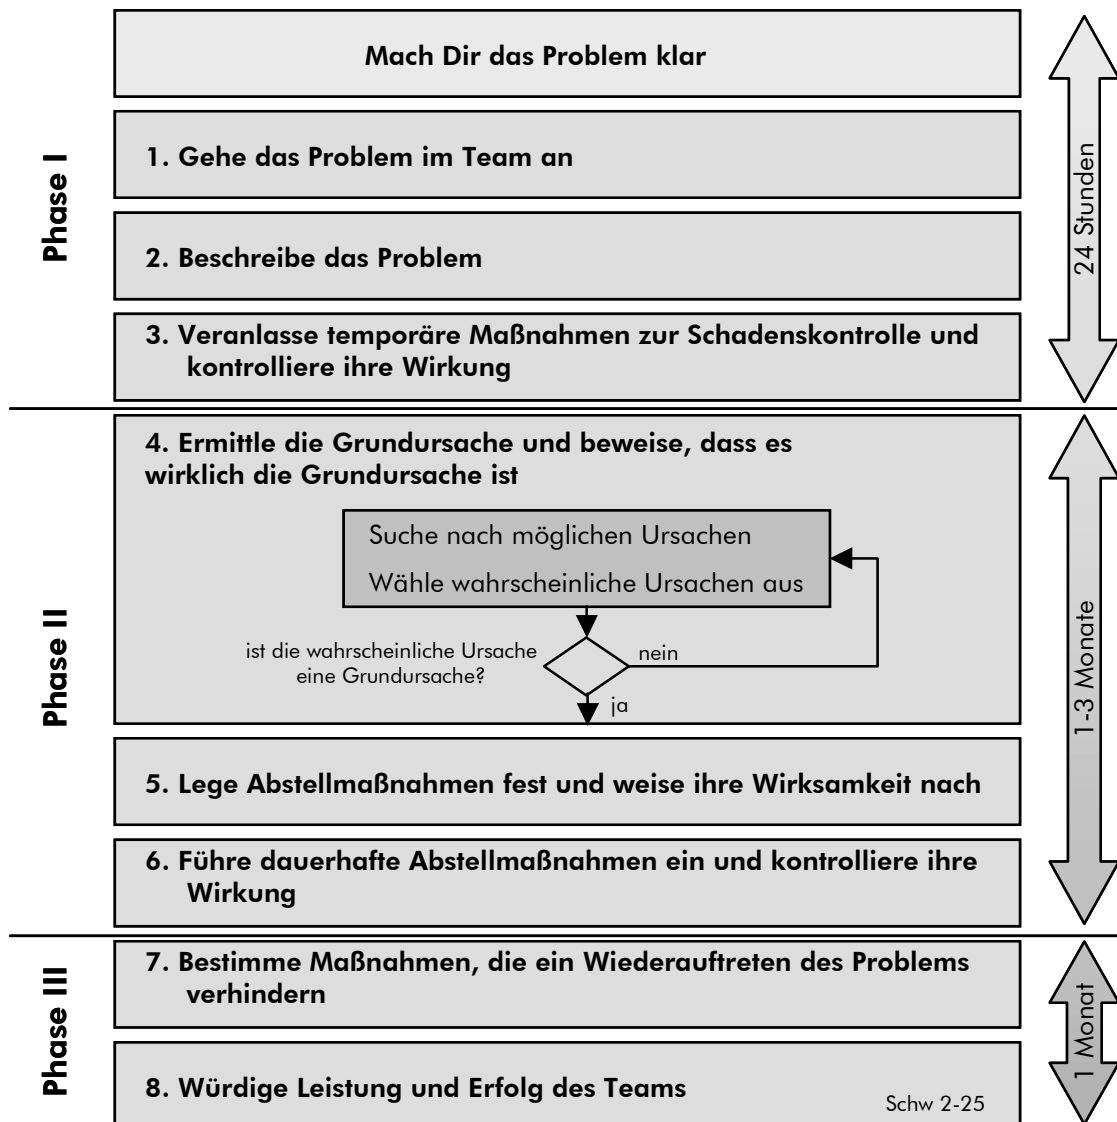 Mach Dir das Problem klar
Phase I
1. Gehe das Problem im Team an
2. Beschreibe das Problem
3. Veranlasse temporäre Maßnahmen zur Schadenskontrolle und
kontrolliere ihre Wirkung
24 Stunden
Phase II
4. Ermittle die Grundursache und beweise, dass es
wirklich die Grundursache ist
Suche nach möglichen Ursachen
Wähle wahrscheinliche Ursachen aus
ist die wahrscheinliche Ursache
eine Grundursache?
nein
ja
5. Lege Abstellmaßnahmen fest und weise ihre Wirksamkeit nach
6. Führe dauerhafte Abstellmaßnahmen ein und kontrolliere ihre
Wirkung
1-3 Monate
Phase III
7. Bestimme Maßnahmen, die ein Wiederauftreten des Problems
verhindern
8. Würdige Leistung und Erfolg des Teams
1 Monat
Schw 2-25